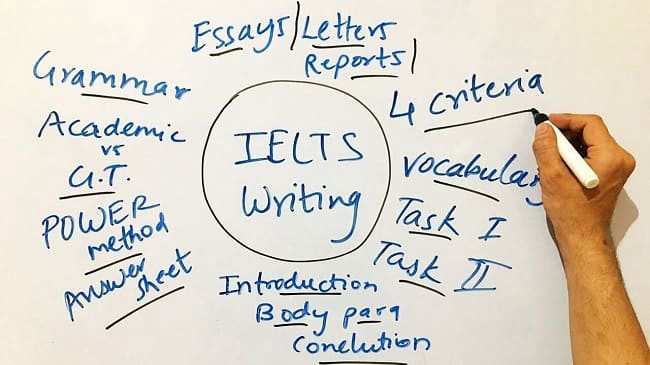 Essays | Letters
Reports |
Grammar
Academic
vs
G.T.
POWER
method
Answer
sheet
IELTS
Writing
4 criteria
vocabulary
Task I
Task II
Introduction
Body para
Conclution